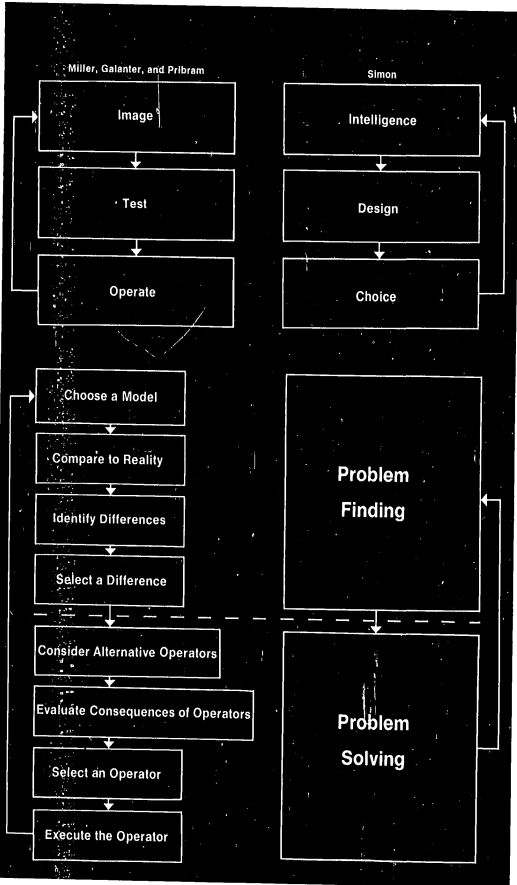 Miller, Galanter, and Pribram
Image
Test
Operate
Simon
Intelligence
Design
Choice
Choose a Model
Compare to Reality
Identify Differences
Select a Difference
Consider Alternative Operators
Evaluate Consequences of Operators
Select an Operator
Execute the Operator
Problem
Finding
Problem
Solving